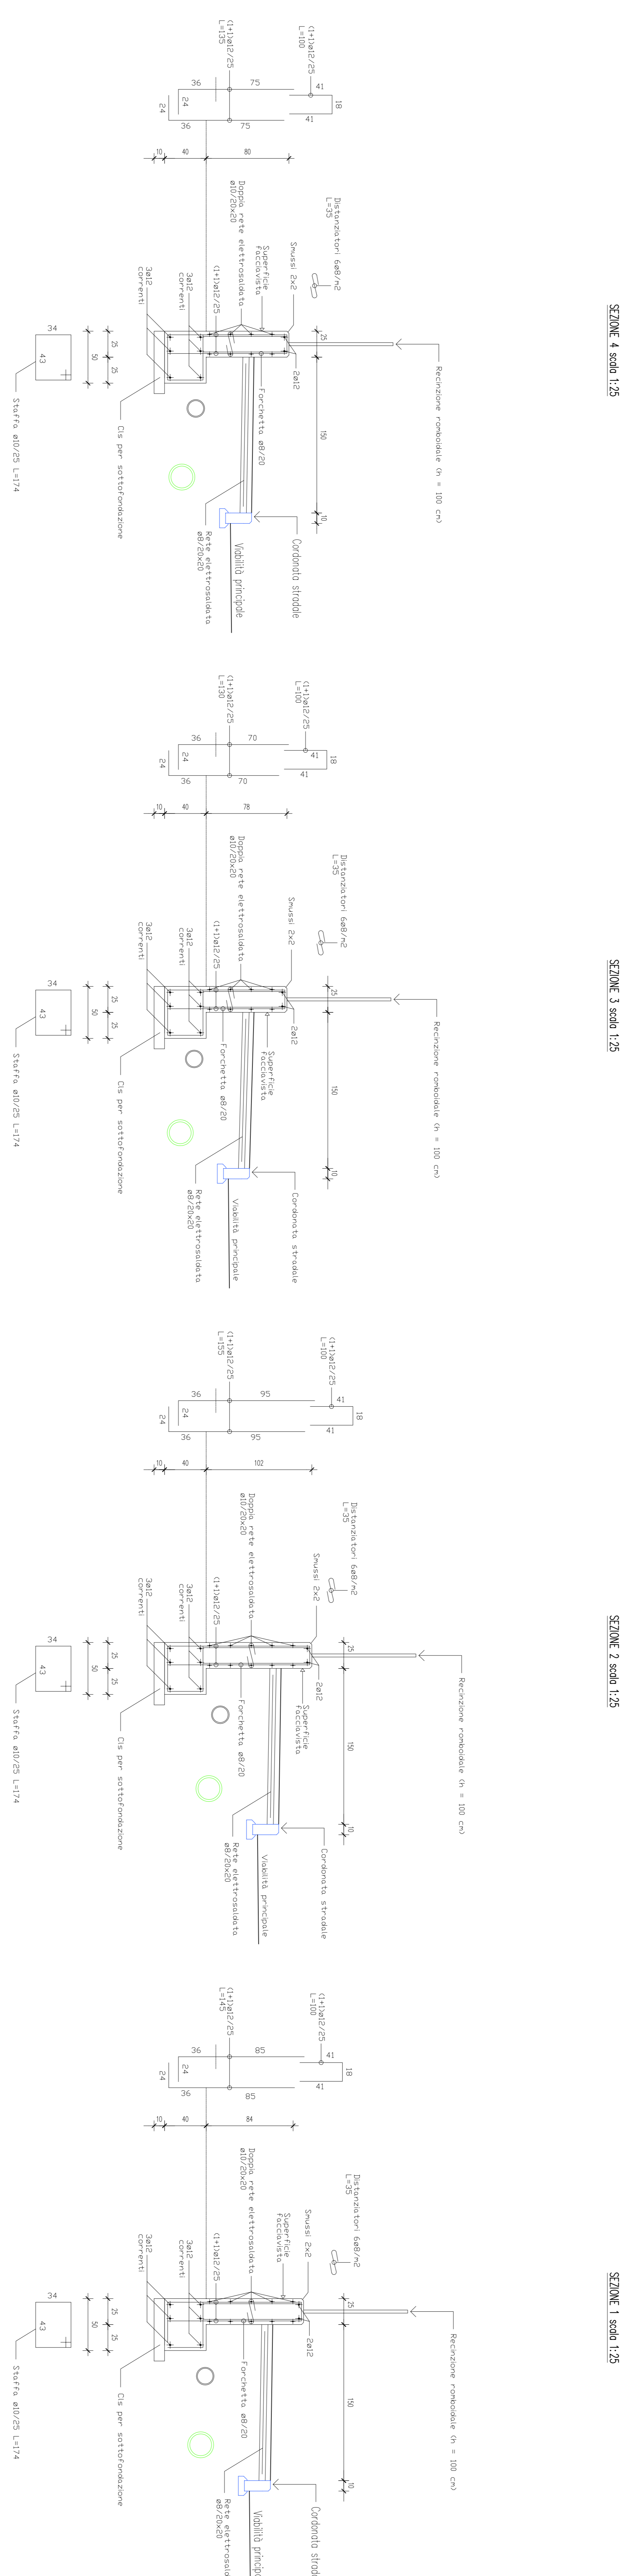 SEZIONE 4 scala 1:25
Recinzione romboidale (h = 100 cm)
Distanziatori 6ø8/m2
L=35
(1+1)ø12/25
L=100
41
18
41
25
150
10
Smussi 2x2
2ø12
Cordonata stradale
Superficie
facciavista
Forchetta ø8/20
Doppia rete elettrosaldata
ø10/20x20
(1+1)ø12/25
L=135
36
75
36
75
24
24
80
40
10
(1+1)ø12/25
Viabilità principale
Rete elettrosaldata
ø8/20x20
3ø12
correnti
3ø12
correnti
Cls per sottofondazione
25
25
50
34
43
Staffa ø10/25 L=174
SEZIONE 3 scala 1:25
Recinzione romboidale (h = 100 cm)
Distanziatori 6ø8/m2
L=35
(1+1)ø12/25
L=100
41
18
41
25
150
10
Smussi 2x2
2ø12
Cordonata stradale
Superficie
facciavista
Forchetta ø8/20
Doppia rete elettrosaldata
ø10/20x20
(1+1)ø12/25
L=130
36
70
36
70
24
24
78
40
10
(1+1)ø12/25
Viabilità principale
Rete elettrosaldata
ø8/20x20
3ø12
correnti
3ø12
correnti
Cls per sottofondazione
25
25
50
34
43
Staffa ø10/25 L=174
SEZIONE 2 scala 1:25
Recinzione romboidale (h = 100 cm)
Distanziatori 6ø8/m2
L=35
(1+1)ø12/25
L=100
41
18
41
25
150
10
Smussi 2x2
2ø12
Cordonata stradale
Superficie
facciavista
Forchetta ø8/20
Doppia rete elettrosaldata
ø10/20x20
(1+1)ø12/25
L=155
36
95
36
95
24
24
102
40
10
(1+1)ø12/25
Viabilità principale
Rete elettrosaldata
ø8/20x20
3ø12
correnti
3ø12
correnti
Cls per sottofondazione
25
25
50
34
43
Staffa ø10/25 L=174
SEZIONE 1 scala 1:25
Recinzione romboidale (h = 100 cm)
Distanziatori 6ø8/m2
L=35
(1+1)ø12/25
L=100
41
18
41
25
150
10
Smussi 2x2
2ø12
Cordonata strad
Superficie
facciavista
Forchetta ø8/20
Doppia rete elettrosaldata
ø10/20x20
(1+1)ø12/25
L=145
36
85
36
85
24
24
84
40
10
(1+1)ø12/25
Viabilità princip
Rete elettrosal
ø8/20x20
3ø12
correnti
3ø12
correnti
Cls per sottofondazione
25
25
50
34
43
Staffa ø10/25 L=174